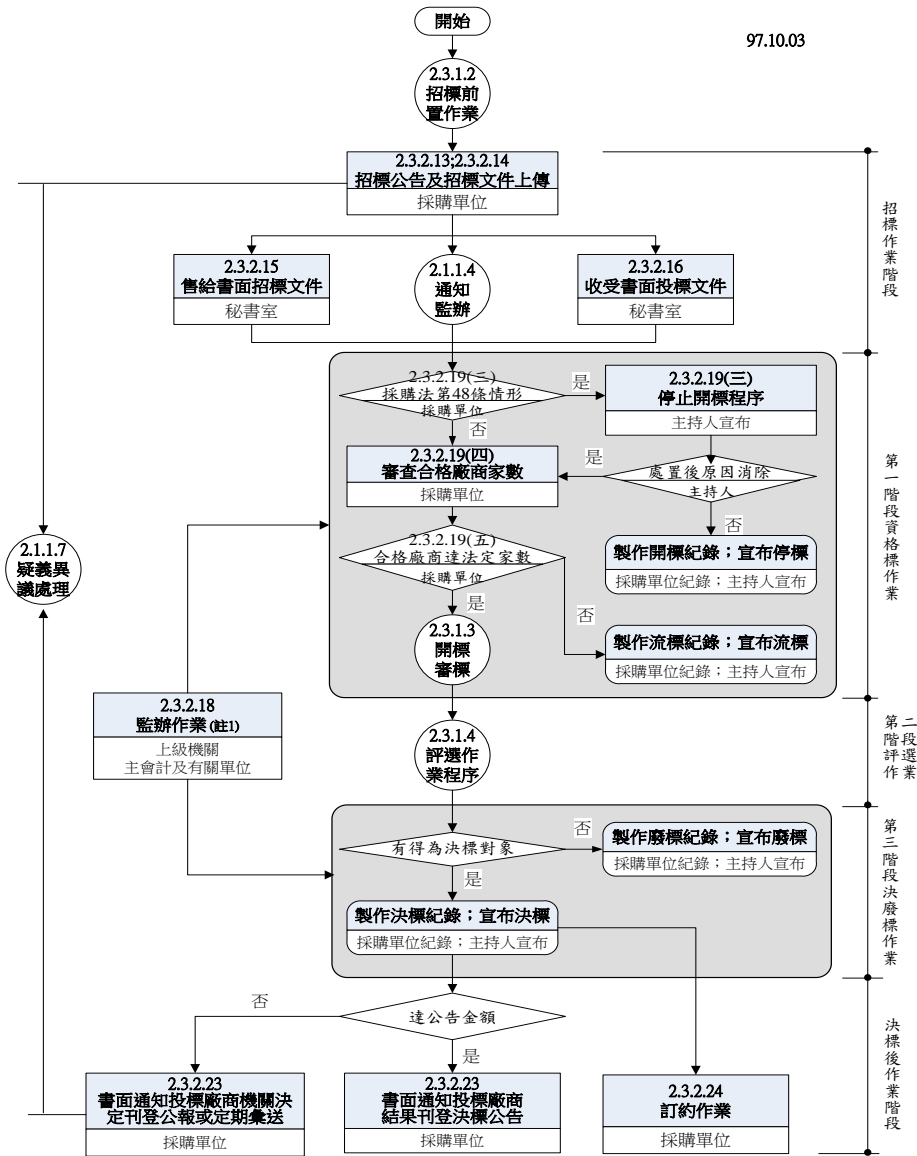 開始
97.10.03
2.3.1.2
招標前
置作業
2.3.2.13;2.3.2.14
招標公告及招標文件上傳
採購單位
招標作業階段
2.3.2.15
售給書面招標文件
秘書室
2.1.1.4
通知
監辦
2.3.2.16
收受書面投標文件
秘書室
2.3.2.19(三)
採購法第48條情形
採購單位
是
否
2.3.2.19(三)
停止開標程序
主持人宣布
2.3.2.19(四)
審查合格廠商家數
採購單位
是
處置後原因消除
主持人
否
第一階段資格標作業
2.3.2.19(五)
合格廠商達法定家數
採購單位
是
否
製作開標紀錄；宣布停標
採購單位紀錄；主持人宣布
2.1.1.7
疑義異
議處理
2.3.1.3
開標
審標
製作流標紀錄；宣布流標
採購單位紀錄；主持人宣布
2.3.2.18
監辦作業(註1)
上級機關
主會計及有關單位
2.3.1.4
評選作
業程序
第二階段評選作業
有得為決標對象
否
是
製作廢標紀錄；宣布廢標
採購單位紀錄；主持人宣布
製作決標紀錄；宣布決標
採購單位紀錄；主持人宣布
第三階段決廢標作業
達公告金額
否
是
2.3.2.23
書面通知投標廠商機關決
定刊登公報或定期彙送
採購單位
2.3.2.23
書面通知投標廠商
結果刊登決標公告
採購單位
2.3.2.24
訂約作業
採購單位
決標後作業階段